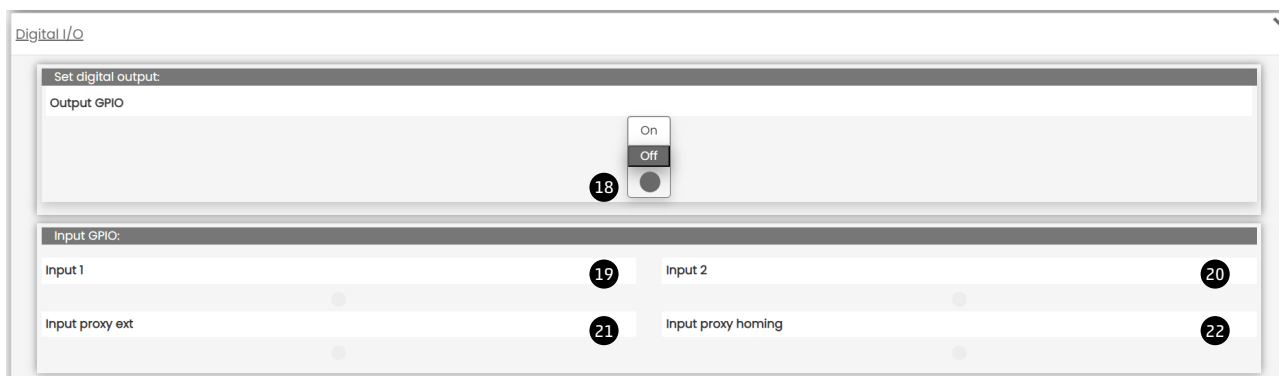 Digital I/O
Set digital output:
Output GPIO
On
Off
18
Input GPIO:
Input 1 19 Input 2 20
Input proxy ext 21 Input proxy homing 22